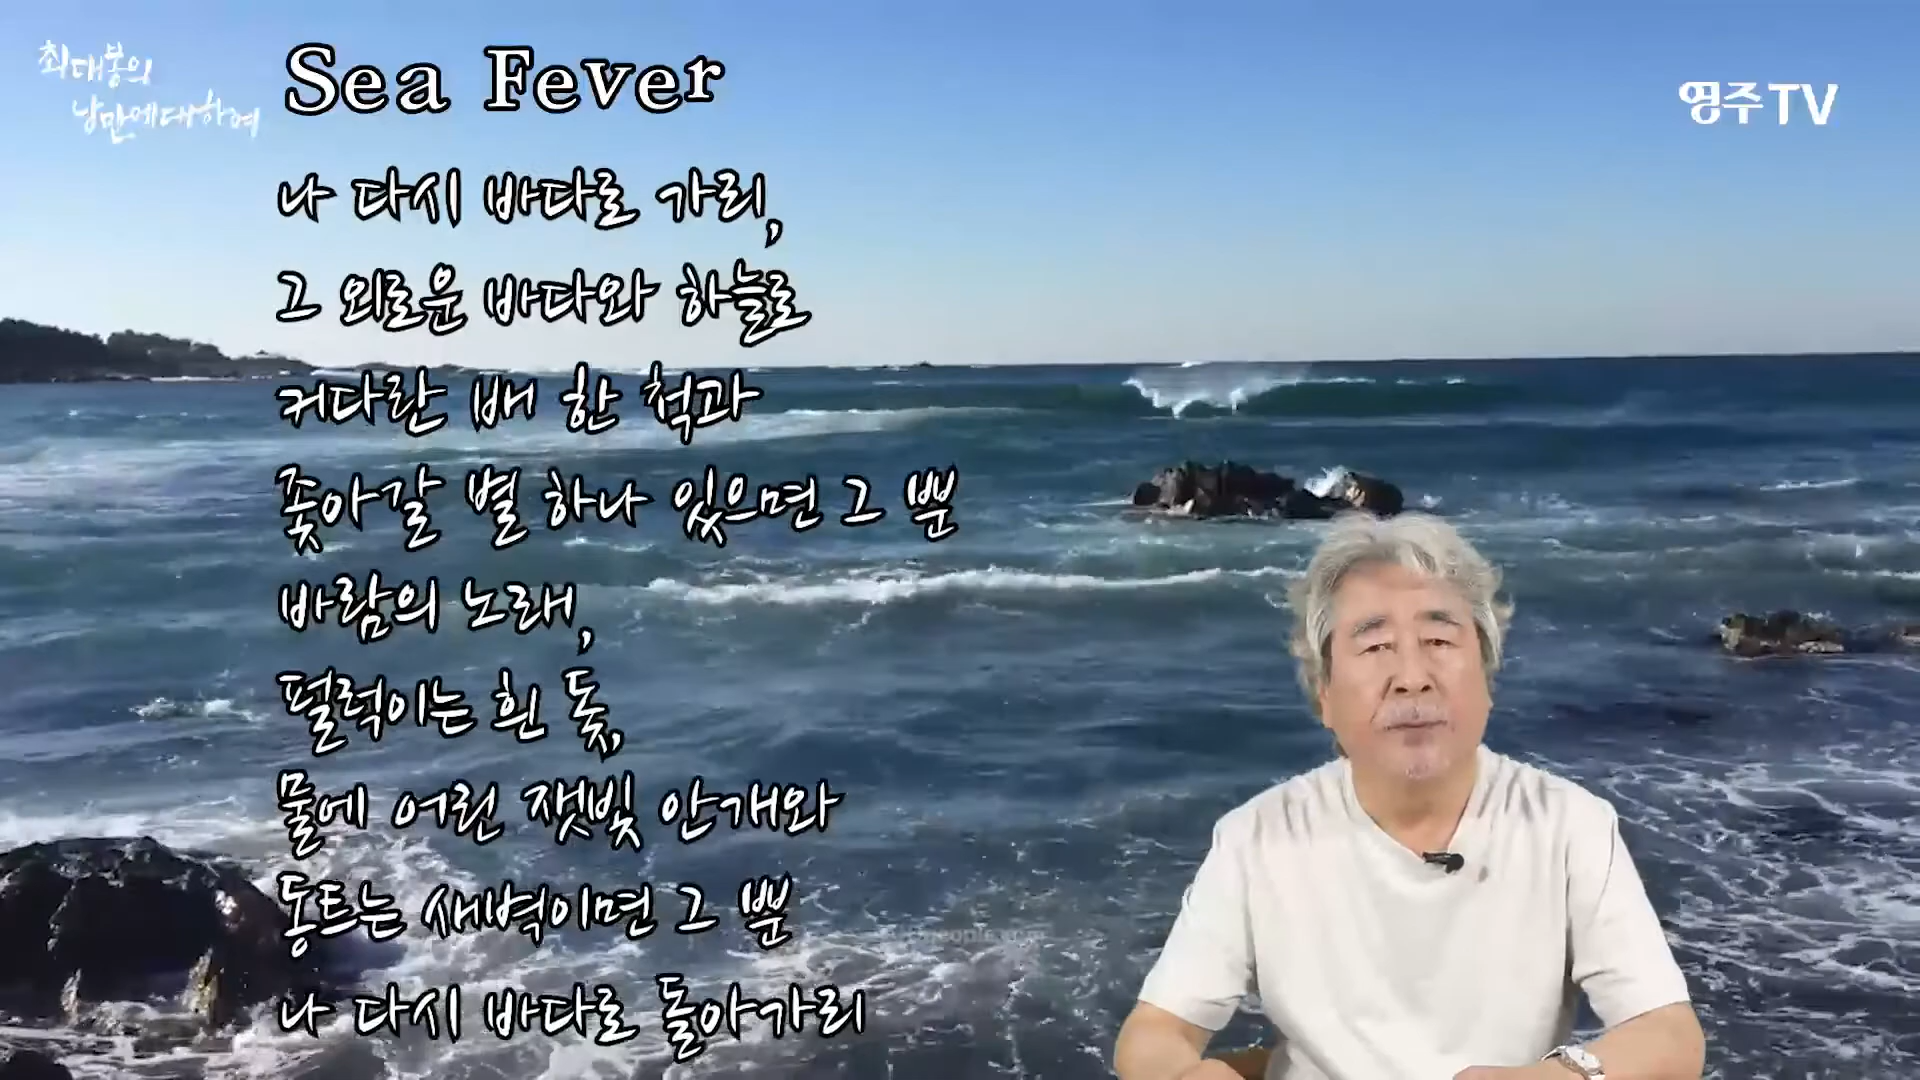 최대봉의
낭만에대하여
영주TV
Sea Fever
나 다시 바다로 가리,
그 외로운 바다와 하늘로
커다란 배 한 척과
좇아갈 별 하나 있으면 그 뿐
바람의 노래,
펄럭이는 흰 돛,
물에 어린 잿빛 안개와
동트는 새벽이면 그 뿐
나 다시 바다로 돌아가리